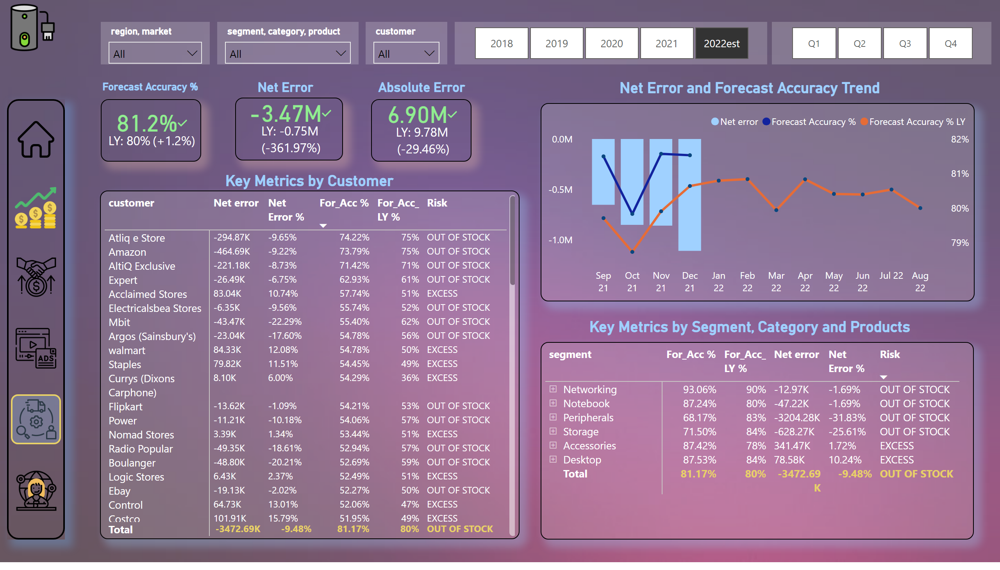 region, market
All
segment, category, product
All
customer
All
2018 2019 2020 2021 2022est
Q1 Q2 Q3 Q4
Forecast Accuracy %
81.2%
LY: 80% (+1.2%)
Net Error
-3.47M
LY: -0.75M
(-361.97%)
Absolute Error
6.90M
LY: 9.78M
(-29.46%)
Key Metrics by Customer
customer Net error Net Error % For_Acc % For_Acc_LY % Risk
Atliq e Store -294.87K -9.65% 74.22% 75% OUT OF STOCK
Amazon -464.69K -9.22% 73.79% 75% OUT OF STOCK
AltiQ Exclusive -221.18K -8.73% 71.42% 71% OUT OF STOCK
Expert -26.49K -6.75% 62.93% 61% OUT OF STOCK
Acclaimed Stores 83.04K 10.74% 57.74% 51% EXCESS
Electricalsbea Stores -6.35K -9.56% 55.74% 52% OUT OF STOCK
Mbit -43.47K -22.29% 55.40% 62% OUT OF STOCK
Argos (Sainsbury's) -23.04K -17.60% 54.78% 56% OUT OF STOCK
walmart 84.33K 12.08% 54.78% 50% EXCESS
Staples 79.82K 11.51% 54.45% 49% EXCESS
Currys (Dixons 8.10K 6.00% 54.29% 36% EXCESS
Carphone)
Flipkart -13.62K -1.09% 54.21% 53% OUT OF STOCK
Power -11.21K -10.18% 54.06% 57% OUT OF STOCK
Nomad Stores 3.39K 1.34% 53.44% 51% EXCESS
Radio Popular -49.35K -18.61% 52.94% 57% OUT OF STOCK
Boulanger -48.80K -20.21% 52.69% 59% OUT OF STOCK
Logic Stores 6.43K 2.37% 52.49% 51% EXCESS
Ebay -19.13K -2.02% 52.27% 50% OUT OF STOCK
Control 64.73K 13.01% 52.06% 47% EXCESS
Costco 101.91K 15.79% 51.95% 49% EXCESS
Total -3472.69K -9.48% 81.17% 80% OUT OF STOCK
Net Error and Forecast Accuracy Trend
Net error Forecast Accuracy % Forecast Accuracy % LY
0.0M
-0.5M
-1.0M
82%
81%
80%
79%
Sep 21
Oct 21
Nov 21
Dec 21
Jan 22
Feb 22
Mar 22
Apr 22
May 22
Jun 22
Jul 22
Aug 22
Key Metrics by Segment, Category and Products
segment For_Acc % For_Acc_LY % Net error Net Error % Risk
Networking 93.06% 90% -12.97K -1.69% OUT OF STOCK
Notebook 87.24% 80% -47.22K -1.69% OUT OF STOCK
Peripherals 68.17% 83% -3204.28K -31.83% OUT OF STOCK
Storage 71.50% 84% -628.27K -25.61% OUT OF STOCK
Accessories 87.42% 78% 341.47K 1.72% EXCESS
Desktop 87.53% 84% 78.58K 10.24% EXCESS
Total 81.17% 80% -3472.69 -9.48% OUT OF STOCK
K
ADS